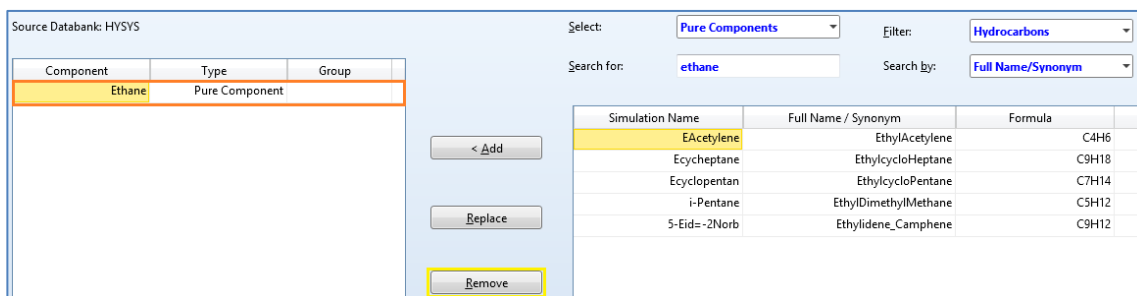 Source Databank: HYSYS
Select: Pure Components Filter: Hydrocarbons
Search for: ethane Search by: Full Name/Synonym
Component Type Group
Ethane Pure Component
< Add
Replace
Remove
Simulation Name Full Name / Synonym Formula
EAcetylene EthylAcetylene C4H6
Ecycheptane EthylcycloHeptane C9H18
Ecyclopentan EthylcycloPentane C7H14
i-Pentane EthylDimethylMethane C5H12
5-Eid=-2Norb Ethylidene_Camphene C9H12